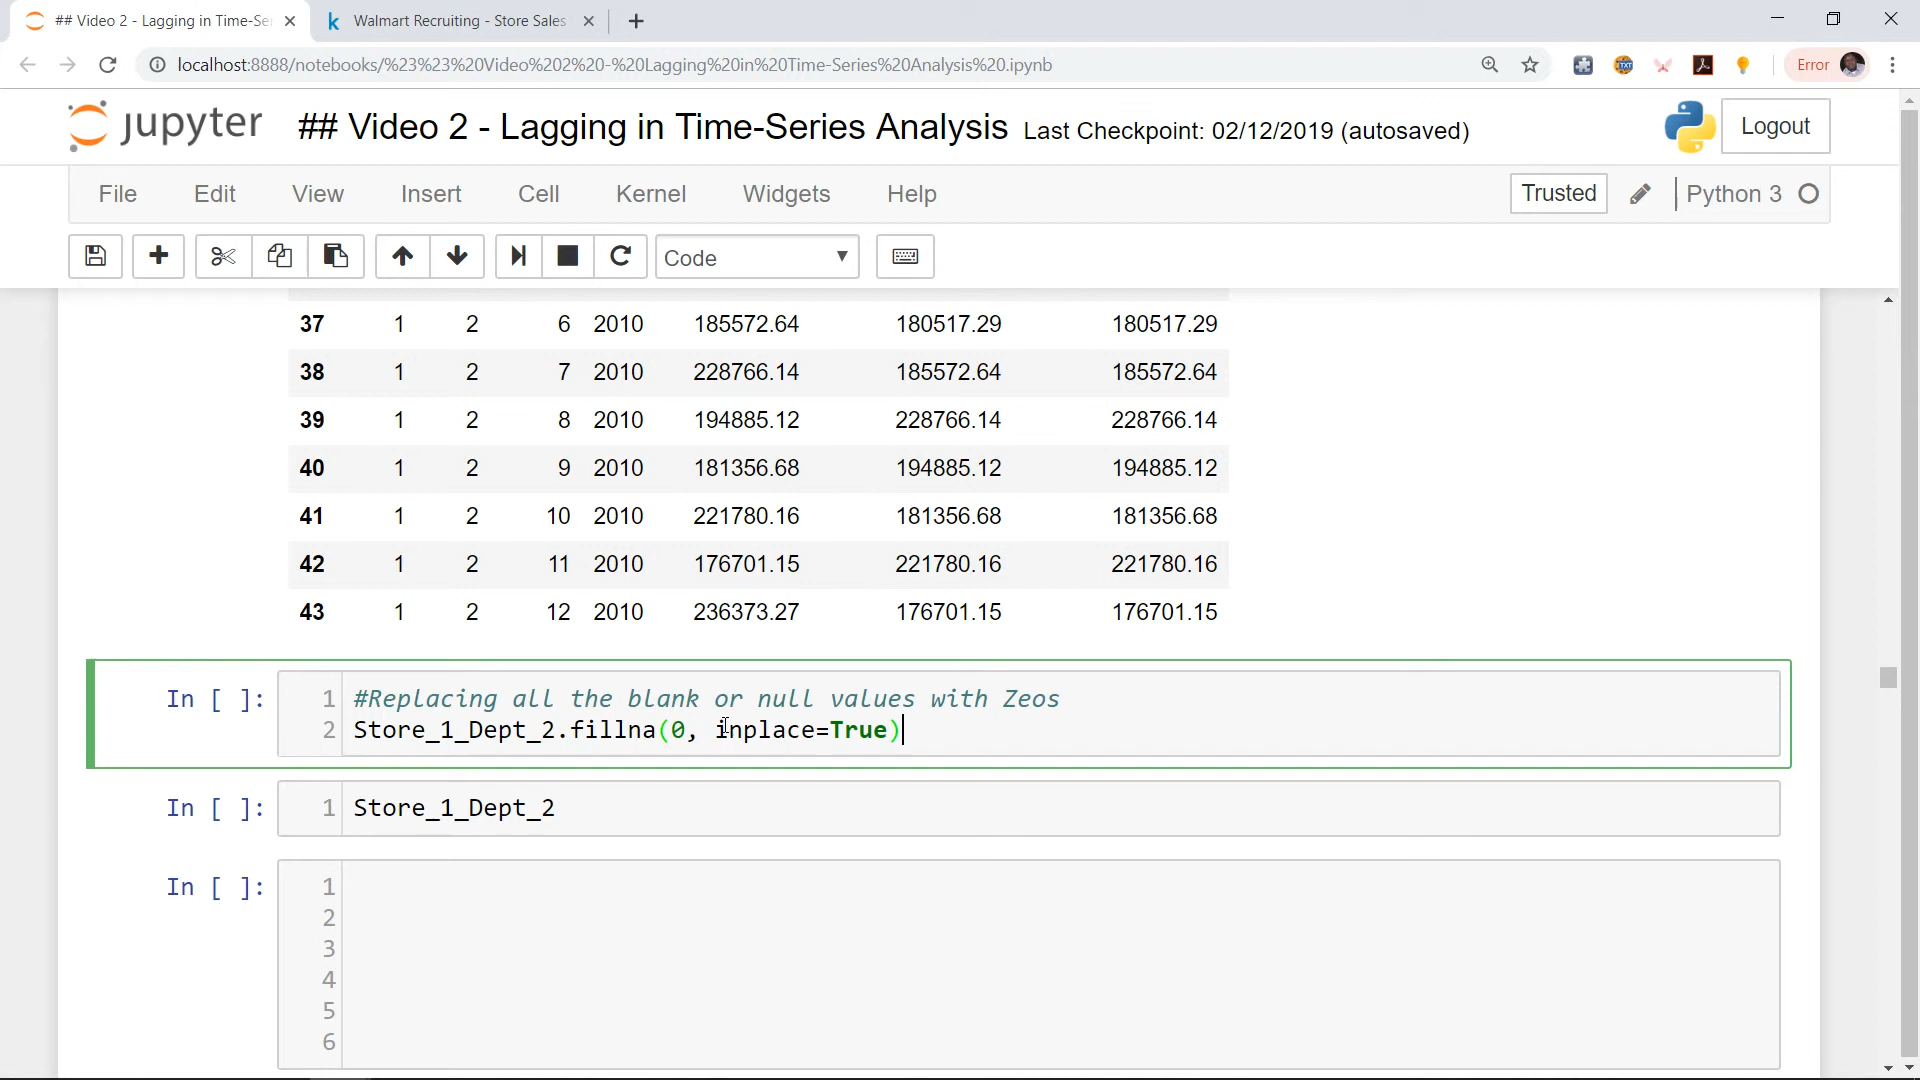 ## Video 2 - Lagging in Time-Se
Walmart Recruiting - Store Sales
localhost:8888/notebooks/%23%23%20Video%202%20-%20Lagging%20in%20Time-Series%20Analysis%20.ipynb
Error
jupyter ## Video 2 - Lagging in Time-Series Analysis Last Checkpoint: 02/12/2019 (autosaved)
Logout
File Edit View Insert Cell Kernel Widgets Help
Trusted Python 3
Code
37 1 2 6 2010 185572.64 180517.29 180517.29
38 1 2 7 2010 228766.14 185572.64 185572.64
39 1 2 8 2010 194885.12 228766.14 228766.14
40 1 2 9 2010 181356.68 194885.12 194885.12
41 1 2 10 2010 221780.16 181356.68 181356.68
42 1 2 11 2010 176701.15 221780.16 221780.16
43 1 2 12 2010 236373.27 176701.15 176701.15
In [ ]: 1 #Replacing all the blank or null values with Zeos
2 Store_1_Dept_2.fillna(0, inplace=True)
In [ ]: 1 Store_1_Dept_2
In [ ]: 1
2
3
4
5
6